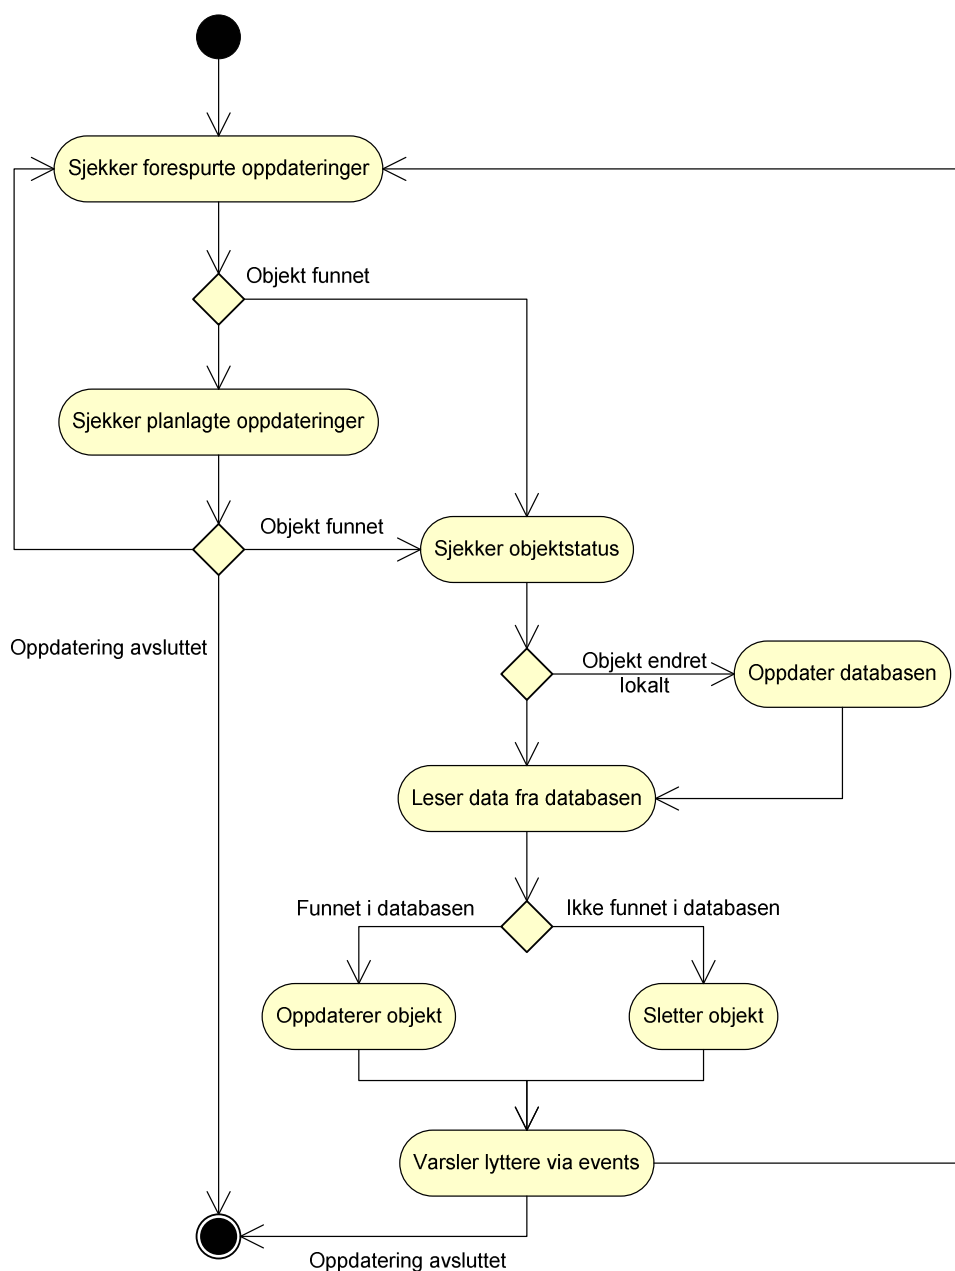 Sjekker forespurte oppdateringer
Objekt funnet
Sjekker planlagte oppdateringer
Objekt funnet
Sjekker objektstatus
Oppdatering avsluttet
Objekt endret
lokalt
Oppdater databasen
Leser data fra databasen
Funnet i databasen
Ikke funnet i databasen
Oppdaterer objekt
Sletter objekt
Varsler lyttere via events
Oppdatering avsluttet